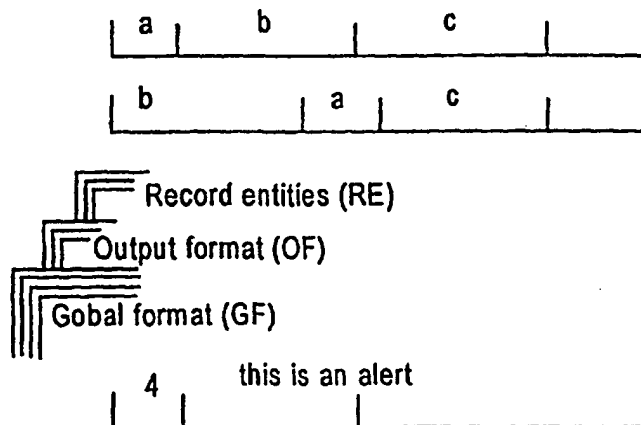 a b c
b a c
Record entities (RE)
Output format (OF)
Gobal format (GF)
4 this is an alert